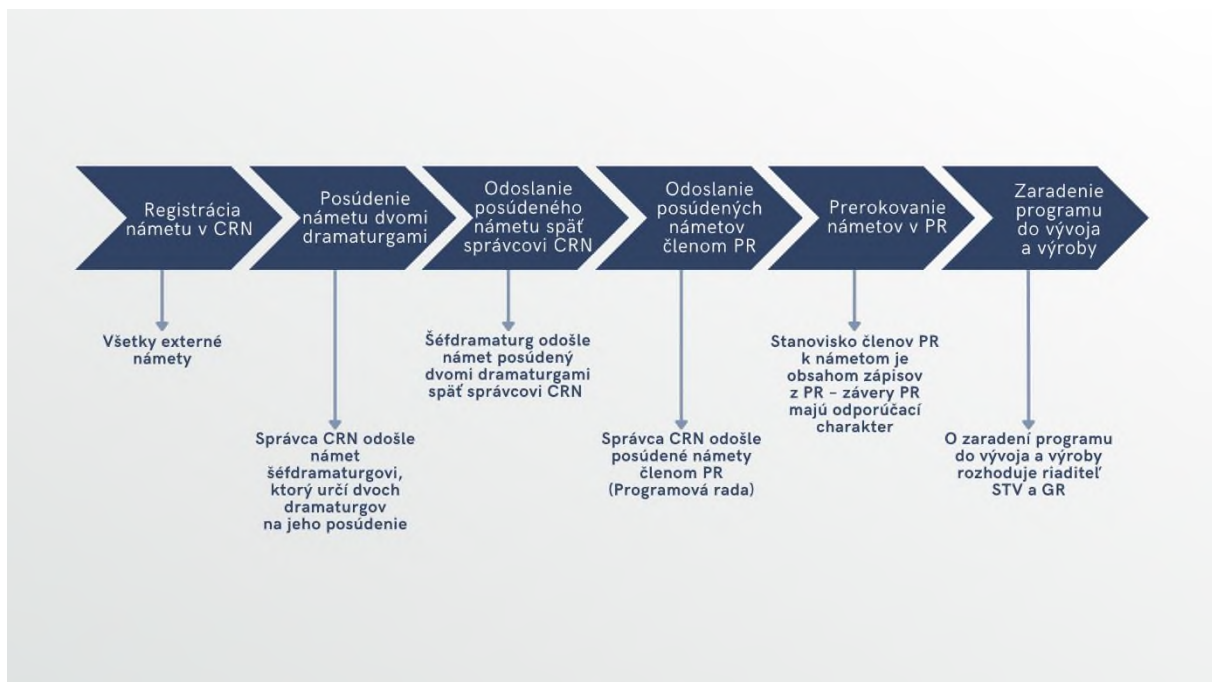 Registrácia
námetu v CRN
Posúdenie
námetu dvomi
dramaturgami
Odoslanie
posúdeného
námetu späť
správcovi CRN
Odoslanie
posúdených
námetov
členom PR
Prerokovanie
námetov v PR
Zaradenie
programu
do vývoja
a výroby
Všetky externé
námety
Správca CRN odošle
námet
šéfdramaturgovi,
ktorý určí dvoch
dramaturgov
na jeho posúdenie
Šéfdramaturg odošle
námet posúdený
dvomi dramaturgami
späť správcovi CRN
Správca CRN odošle
posúdené námety
členom PR
(Programová rada)
Stanovisko členov PR
k námetom je
obsahom zápisov
z PR – závery PR
majú odporúčací
charakter
O zaradení programu
do vývoja a výroby
rozhoduje riaditeľ
STV a GR